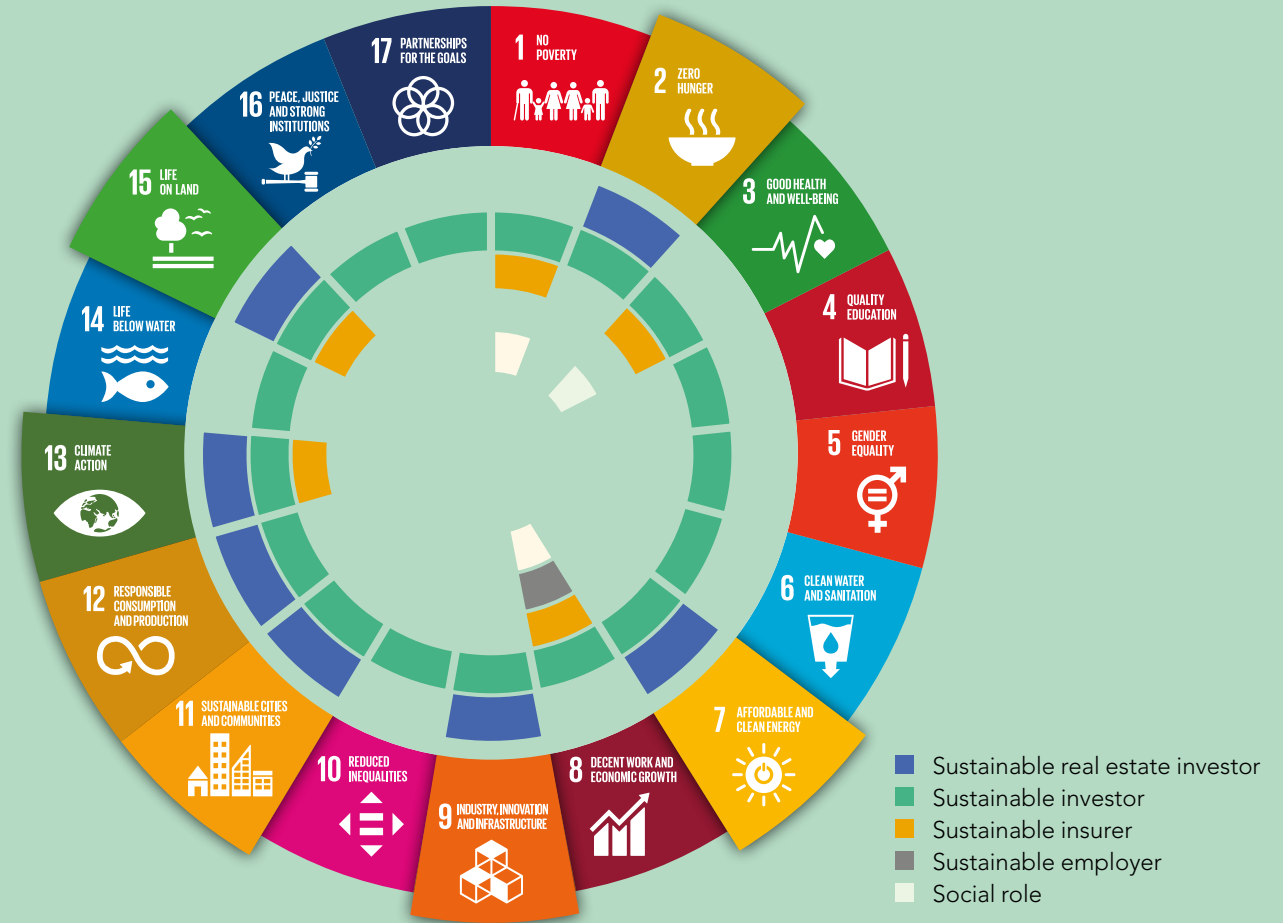 1 NO
POVERTY
2 ZERO
HUNGER
3 GOOD HEALTH
AND WELL-BEING
4 QUALITY
EDUCATION
5 GENDER
EQUALITY
6 CLEAN WATER
AND SANITATION
7 AFFORDABLE AND
CLEAN ENERGY
8 DECENT WORK AND
ECONOMIC GROWTH
9 INDUSTRY, INNOVATION
AND INFRASTRUCTURE
10 REDUCED
INEQUALITIES
11 SUSTAINABLE CITIES
AND COMMUNITIES
12 RESPONSIBLE
CONSUMPTION
AND PRODUCTION
13 CLIMATE
ACTION
14 LIFE
BELOW WATER
15 LIFE
ON LAND
16 PEACE, JUSTICE
AND STRONG
INSTITUTIONS
17 PARTNERSHIPS
FOR THE GOALS
Sustainable real estate investor
Sustainable investor
Sustainable insurer
Sustainable employer
Social role